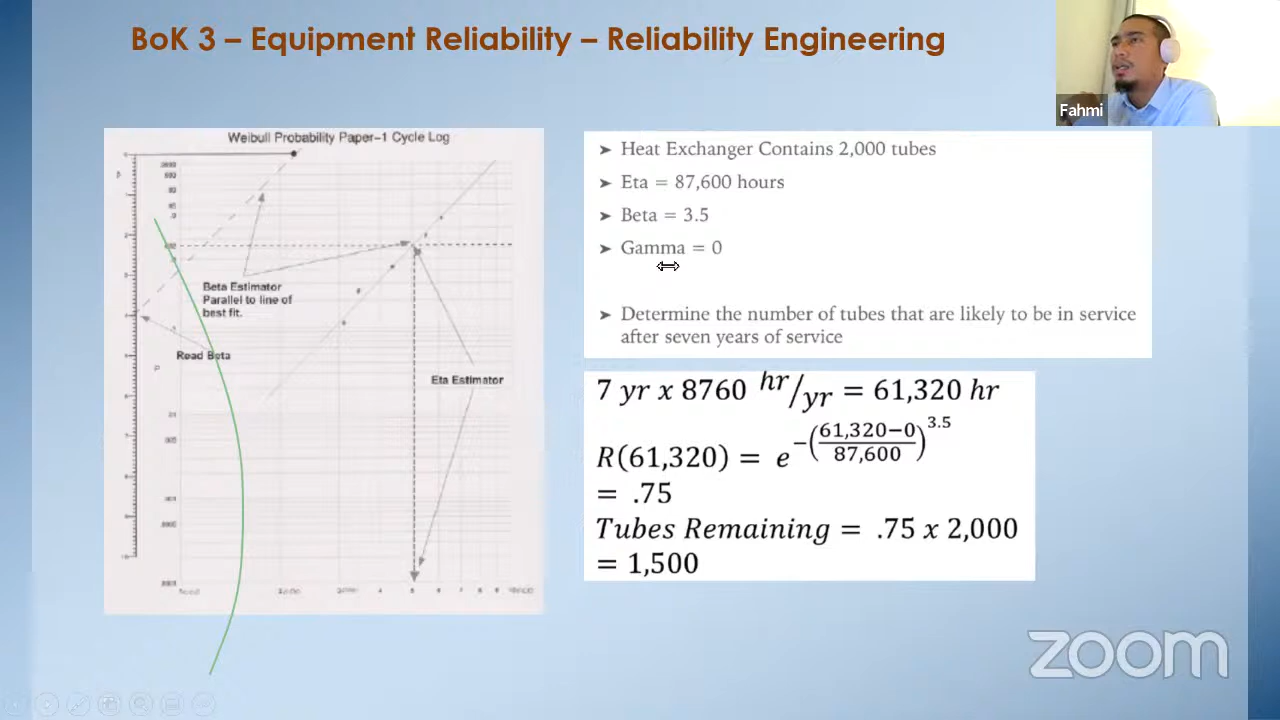 BoK 3 – Equipment Reliability – Reliability Engineering
Fahmi
Weibull Probability Paper-1 Cycle Log
Beta Estimator
Parallel to line of
best fit.
Read Beta
Eta Estimator
➤ Heat Exchanger Contains 2,000 tubes
➤ Eta = 87,600 hours
➤ Beta = 3.5
➤ Gamma = 0
➤ Determine the number of tubes that are likely to be in service
after seven years of service
7 yr x 8760 hr/yr = 61,320 hr
R(61,320) = e^−((61,320−0)/87,600)^3.5
= .75
Tubes Remaining = .75 x 2,000
= 1,500
zoom